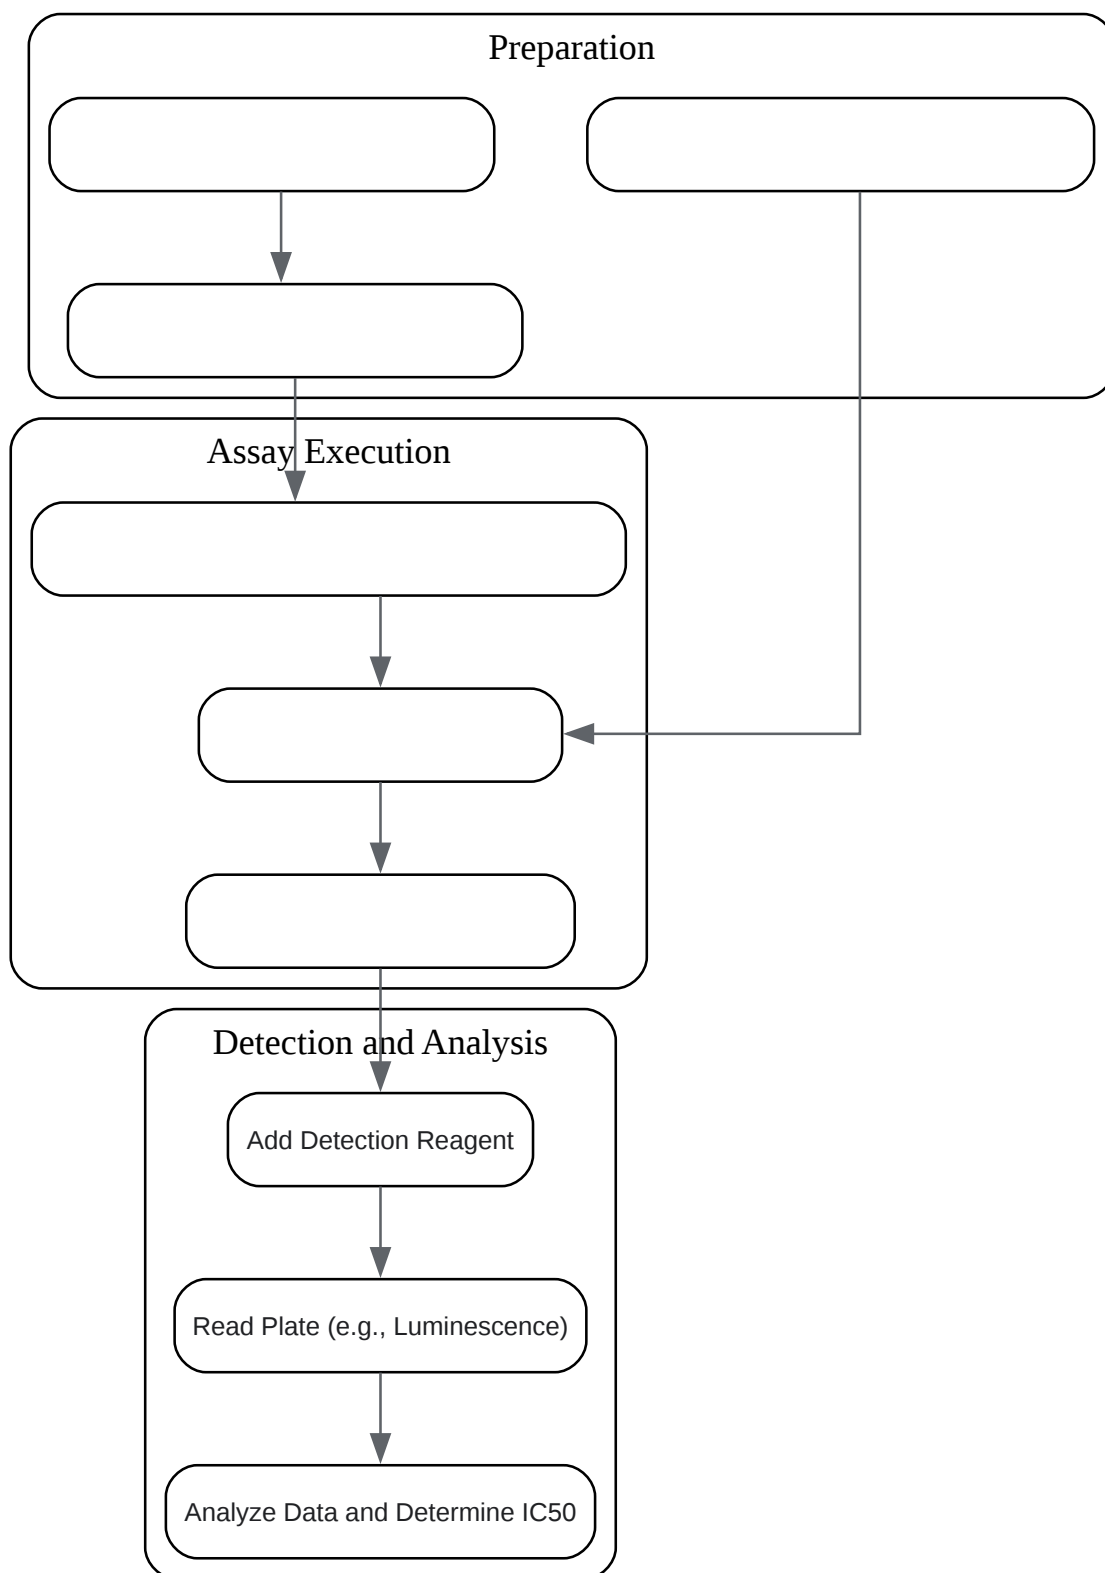 Preparation
Assay Execution
Detection and Analysis
Add Detection Reagent
Read Plate (e.g., Luminescence)
Analyze Data and Determine IC50